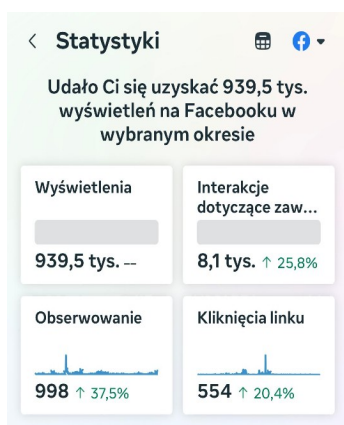 Statystyki
Udało Ci się uzyskać 939,5 tys.
wyświetleń na Facebooku w
wybranym okresie
Wyświetlenia
939,5 tys. --
Interakcje
dotyczące zaw...
8,1 tys. ↑ 25,8%
Obserwowanie
998 ↑ 37,5%
Kliknięcia linku
554 ↑ 20,4%